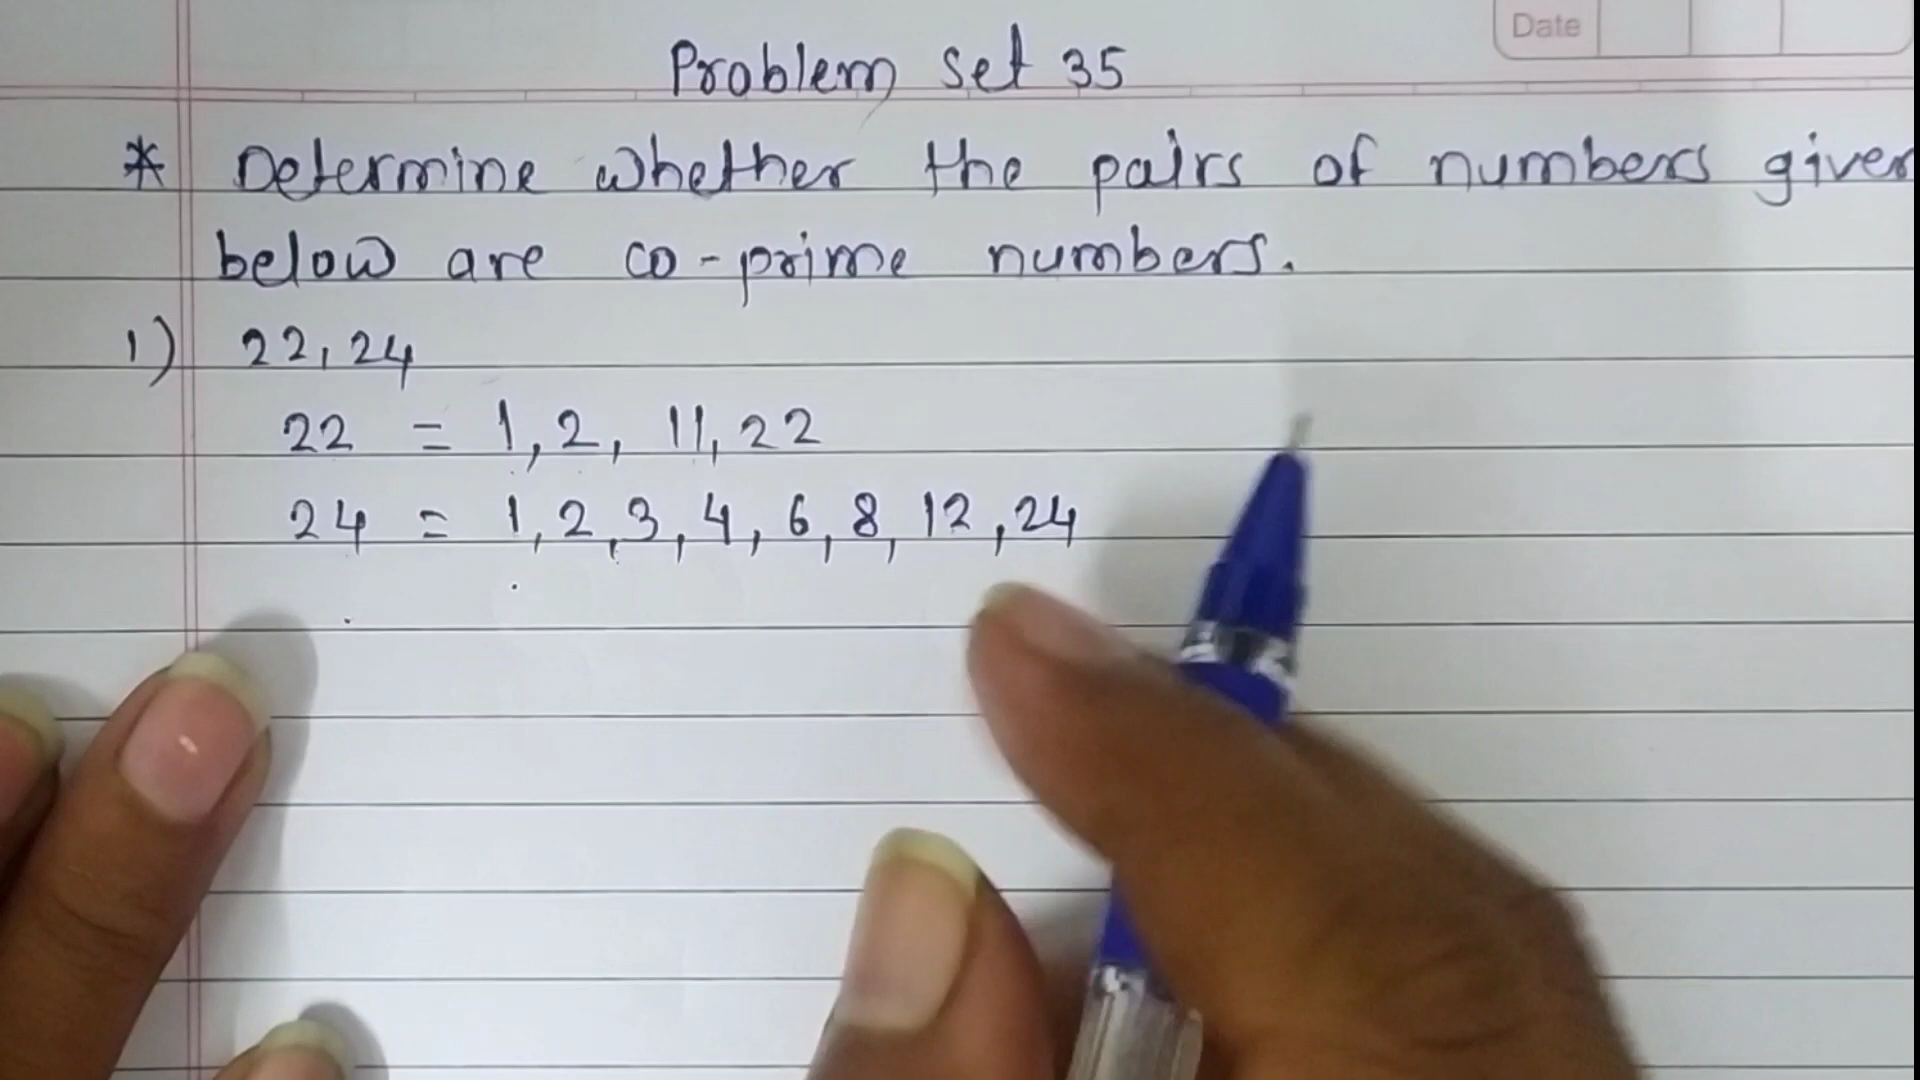 Date
Problem set 35
* Determine whether the pairs of numbers given
below are co-prime numbers.
1) 22, 24
22 = 1, 2, 11, 22
24 = 1, 2, 3, 4, 6, 8, 12, 24